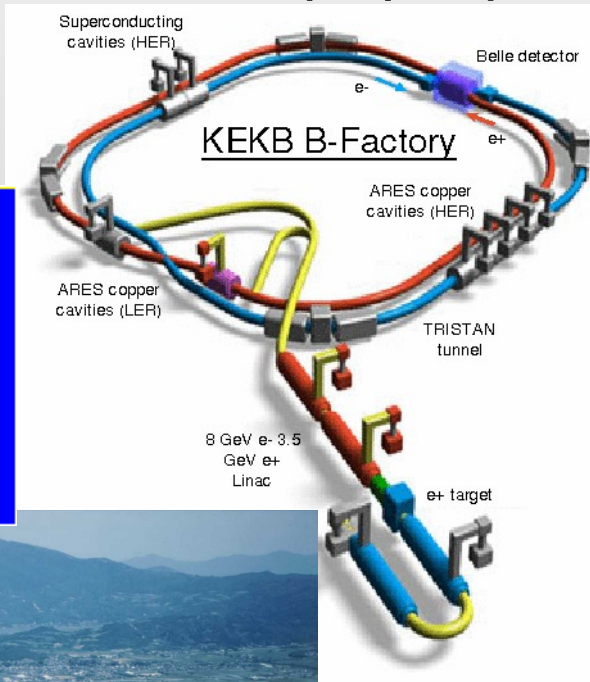 Superconducting
cavities (HER)
Belle detector
e-
e+
KEKB B-Factory
ARES copper
cavities (HER)
ARES copper
cavities (LER)
TRISTAN
tunnel
8 GeV e- 3.5
GeV e+
Linac
e+ target